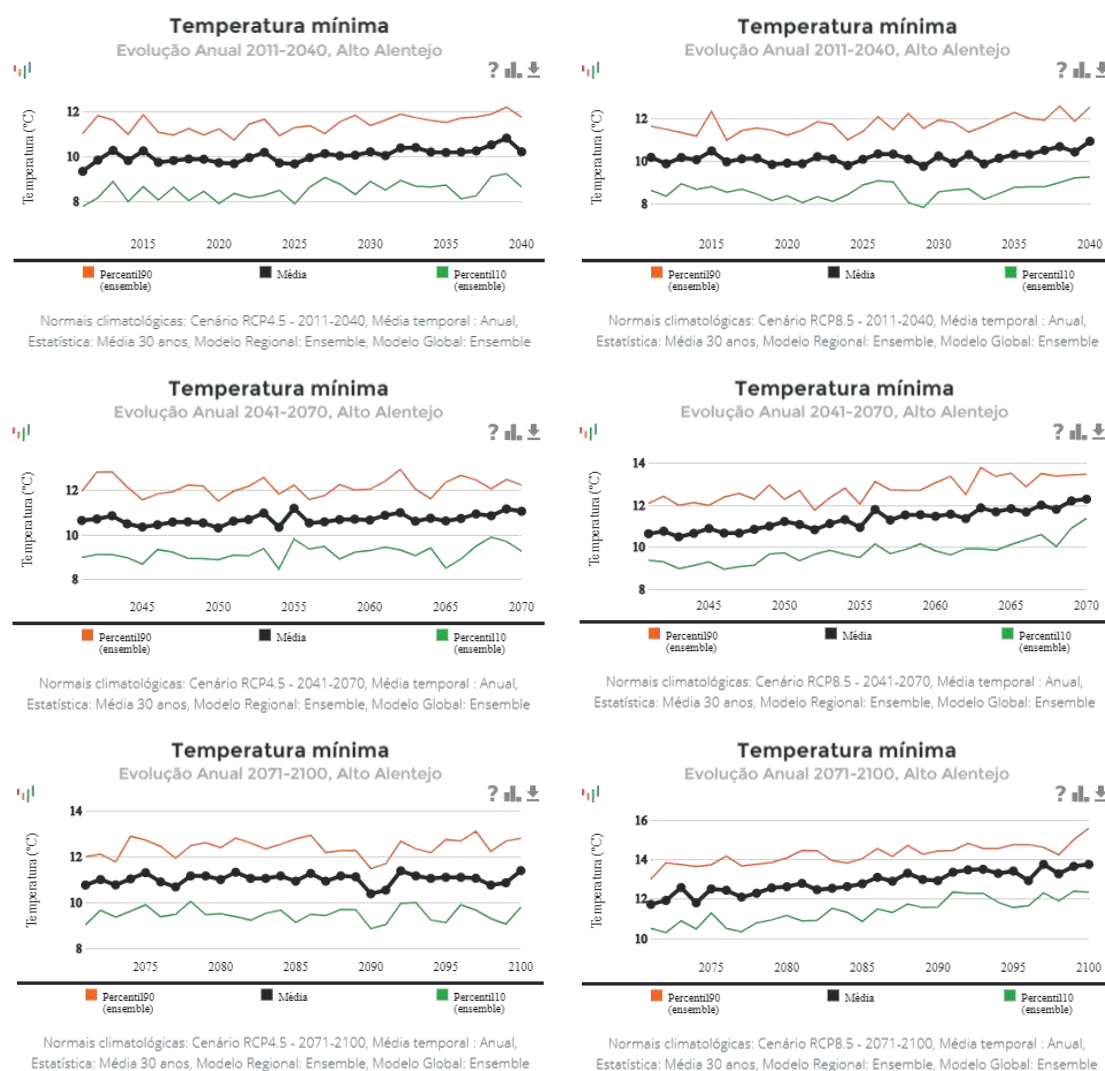 Temperatura mínima
Evolução Anual 2011-2040, Alto Alentejo
?
Temperatura (°C)
12
10
8
2015 2020 2025 2030 2035 2040
Percentil90 (ensemble) Média Percentil10 (ensemble)
Normais climatológicas: Cenário RCP4.5 - 2011-2040, Média temporal : Anual,
Estatística: Média 30 anos, Modelo Regional: Ensemble, Modelo Global: Ensemble
Temperatura mínima
Evolução Anual 2011-2040, Alto Alentejo
?
Temperatura (°C)
12
10
8
2015 2020 2025 2030 2035 2040
Percentil90 (ensemble) Média Percentil10 (ensemble)
Normais climatológicas: Cenário RCP8.5 - 2011-2040, Média temporal : Anual,
Estatística: Média 30 anos, Modelo Regional: Ensemble, Modelo Global: Ensemble
Temperatura mínima
Evolução Anual 2041-2070, Alto Alentejo
?
Temperatura (°C)
12
10
8
2045 2050 2055 2060 2065 2070
Percentil90 (ensemble) Média Percentil10 (ensemble)
Normais climatológicas: Cenário RCP4.5 - 2041-2070, Média temporal : Anual,
Estatística: Média 30 anos, Modelo Regional: Ensemble, Modelo Global: Ensemble
Temperatura mínima
Evolução Anual 2041-2070, Alto Alentejo
?
Temperatura (°C)
14
12
10
8
2045 2050 2055 2060 2065 2070
Percentil90 (ensemble) Média Percentil10 (ensemble)
Normais climatológicas: Cenário RCP8.5 - 2041-2070, Média temporal : Anual,
Estatística: Média 30 anos, Modelo Regional: Ensemble, Modelo Global: Ensemble
Temperatura mínima
Evolução Anual 2071-2100, Alto Alentejo
?
Temperatura (°C)
14
12
10
8
2075 2080 2085 2090 2095 2100
Percentil90 (ensemble) Média Percentil10 (ensemble)
Normais climatológicas: Cenário RCP4.5 - 2071-2100, Média temporal : Anual,
Estatística: Média 30 anos, Modelo Regional: Ensemble, Modelo Global: Ensemble
Temperatura mínima
Evolução Anual 2071-2100, Alto Alentejo
?
Temperatura (°C)
16
14
12
10
2075 2080 2085 2090 2095 2100
Percentil90 (ensemble) Média Percentil10 (ensemble)
Normais climatológicas: Cenário RCP8.5 - 2071-2100, Média temporal : Anual,
Estatística: Média 30 anos, Modelo Regional: Ensemble, Modelo Global: Ensemble